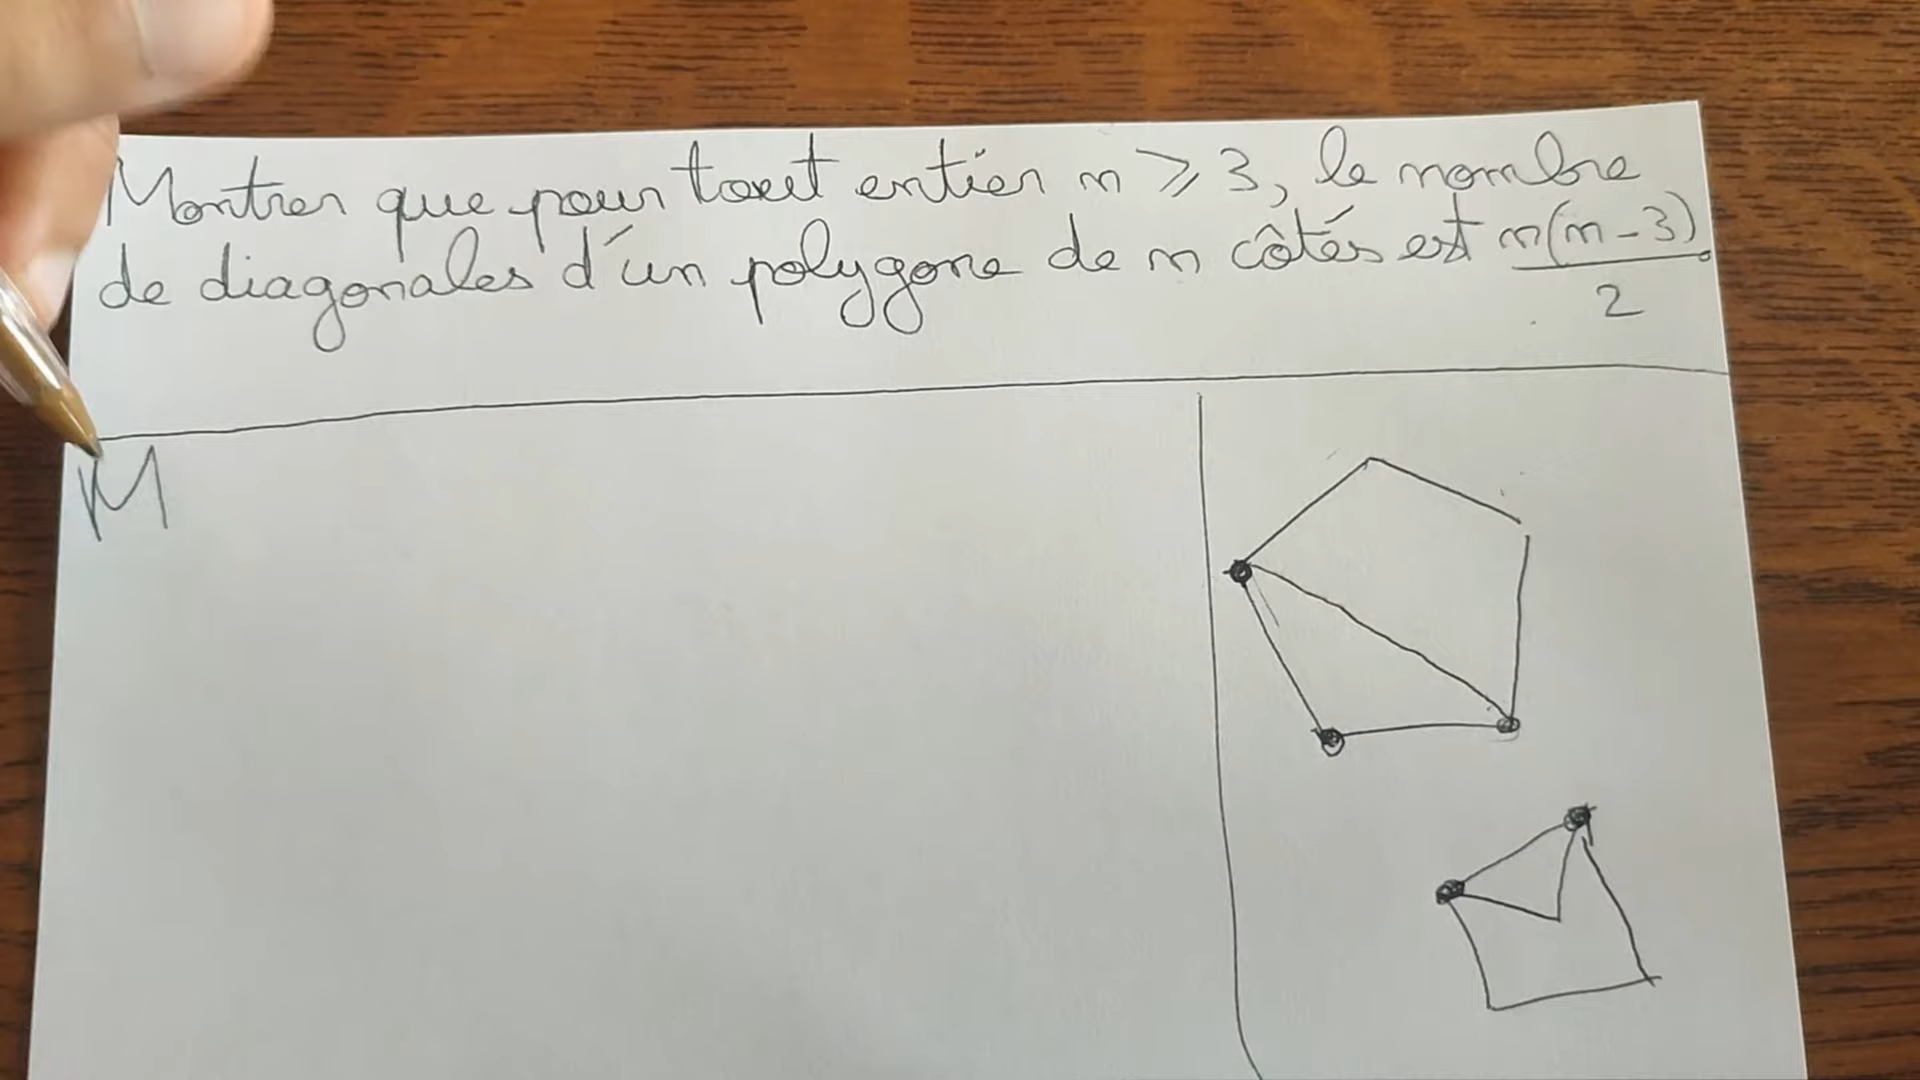 Montrer que pour tout entier n ⩾ 3, le nombre
de diagonales d'un polygone de n côtés est n(n-3)/2.
M